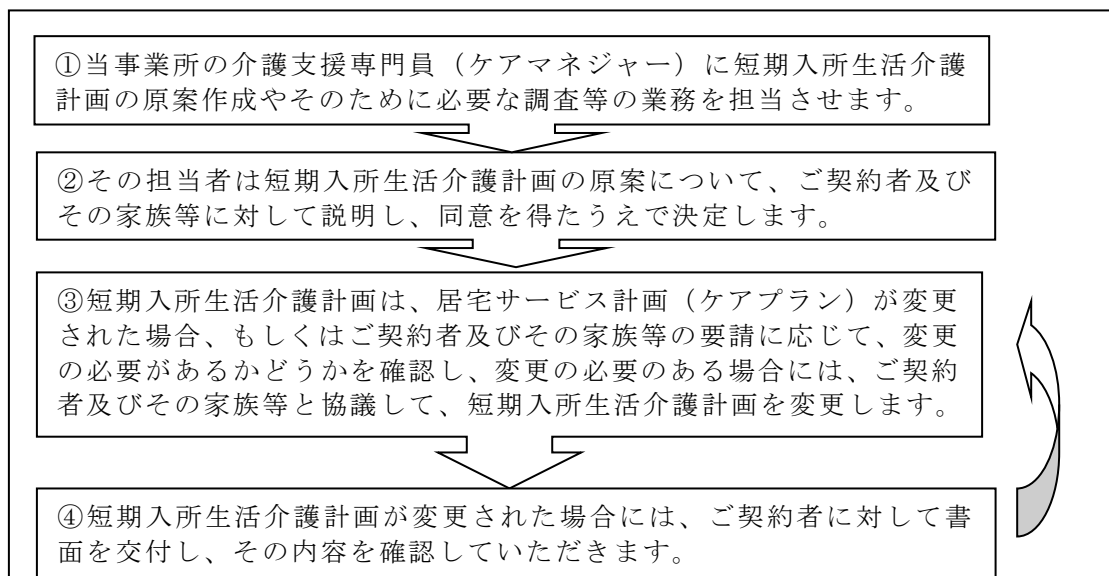 ①当事業所の介護支援専門員（ケアマネジャー）に短期入所生活介護
計画の原案作成やそのために必要な調査等の業務を担当させます。
②その担当者は短期入所生活介護計画の原案について、ご契約者及び
その家族等に対して説明し、同意を得たうえで決定します。
③短期入所生活介護計画は、居宅サービス計画（ケアプラン）が変更
された場合、もしくはご契約者及びその家族等の要請に応じて、変更
の必要があるかどうかを確認し、変更の必要のある場合には、ご契約
者及びその家族等と協議して、短期入所生活介護計画を変更します。
④短期入所生活介護計画が変更された場合には、ご契約者に対して書
面を交付し、その内容を確認していただきます。